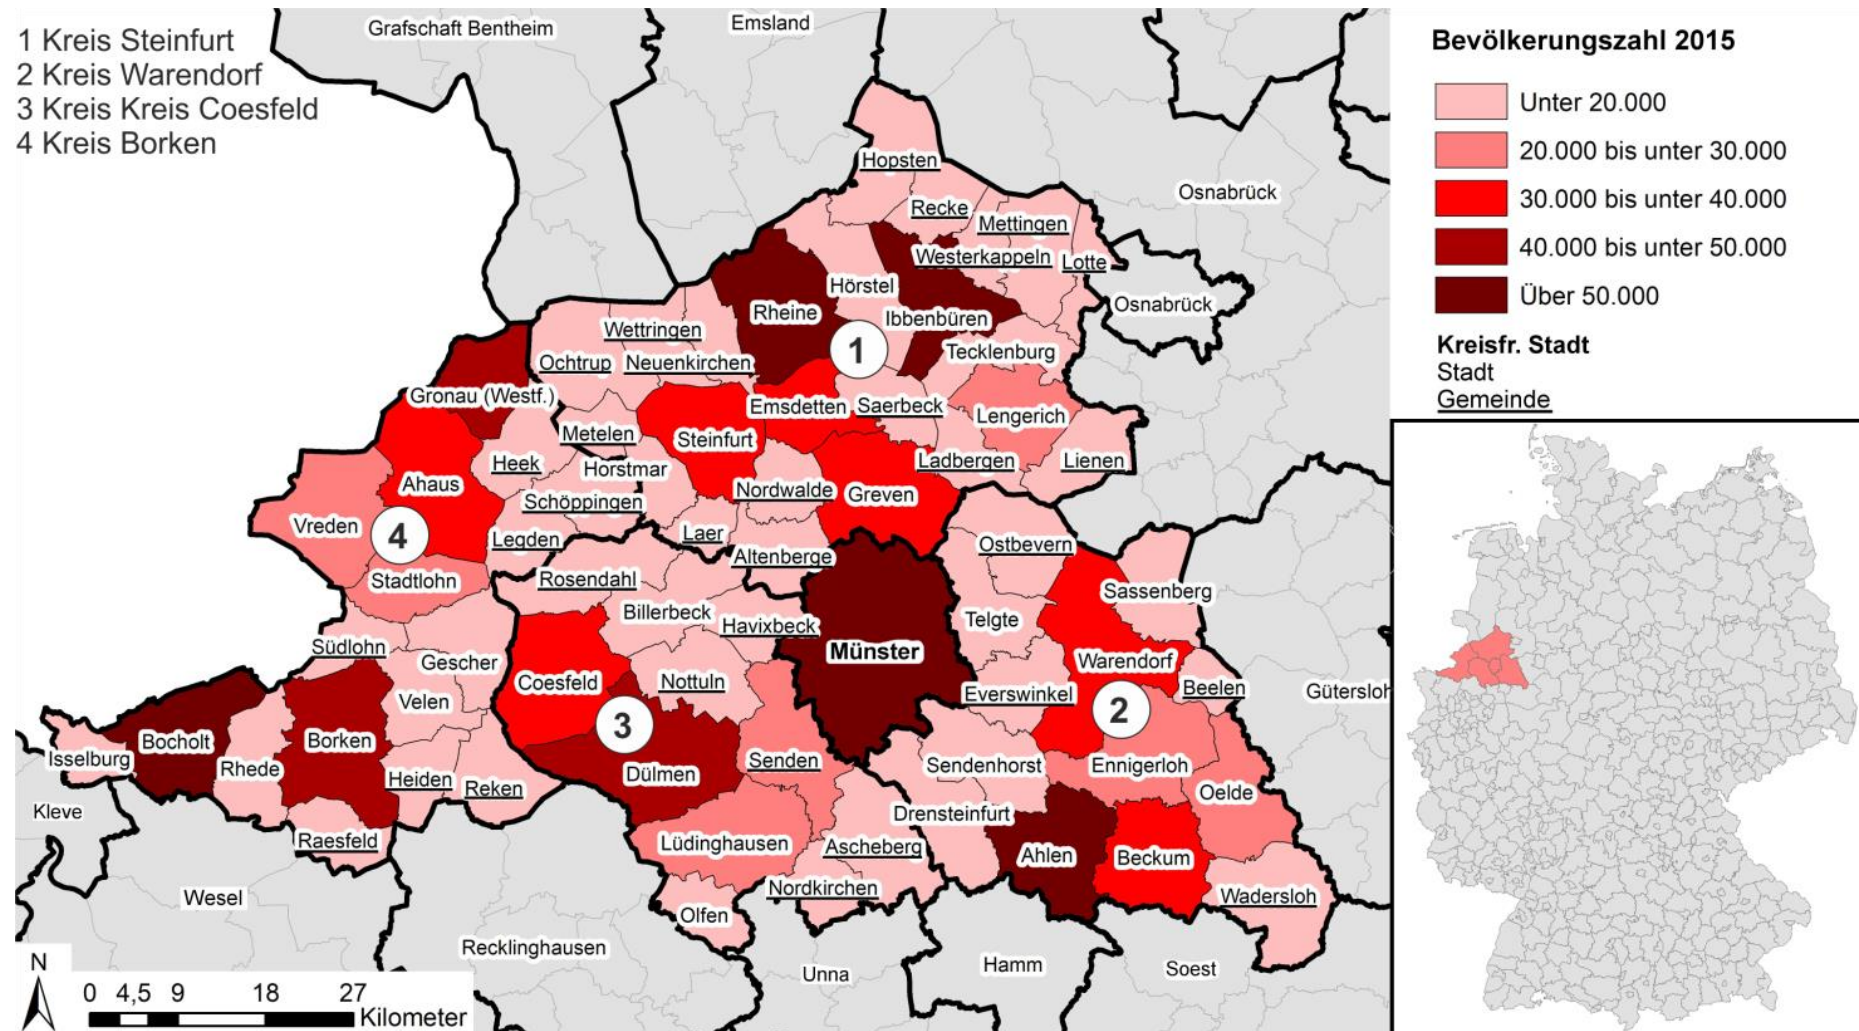 1 Kreis Steinfurt
2 Kreis Warendorf
3 Kreis Kreis Coesfeld
4 Kreis Borken
Grafschaft Bentheim
Emsland
Hopsten
Osnabrück
Recke
Mettingen
Westerkappeln
Lotte
Hörstel
Osnabrück
Rheine
Ibbenbüren
Wettringen
1
Tecklenburg
Ochtrup
Neuenkirchen
Gronau (Westf.)
Emsdetten
Saerbeck
Lengerich
Metelen
Steinfurt
Heek
Horstmar
Ladbergen
Lienen
Ahaus
Nordwalde
Greven
Schöppingen
Vreden
4
Legden
Laer
Altenberge
Ostbevern
Stadtlohn
Rosendahl
Sassenberg
Billerbeck
Havixbeck
Telgte
Südlohn
Gescher
Münster
Warendorf
Coesfeld
Nottuln
Everswinkel
Beelen
Gütersloh
Velen
3
2
Bocholt
Borken
Isselburg
Rhede
Heiden
Reken
Dülmen
Senden
Sendenhorst
Ennigerloh
Oelde
Kleve
Drensteinfurt
Raesfeld
Lüdinghausen
Ascheberg
Ahlen
Beckum
Wesel
Nordkirchen
Wadersloh
Olfen
Recklinghausen
Unna
Hamm
Soest
N
0 4,5 9 18 27
Kilometer
Bevölkerungszahl 2015
Unter 20.000
20.000 bis unter 30.000
30.000 bis unter 40.000
40.000 bis unter 50.000
Über 50.000
Kreisfr. Stadt
Stadt
Gemeinde